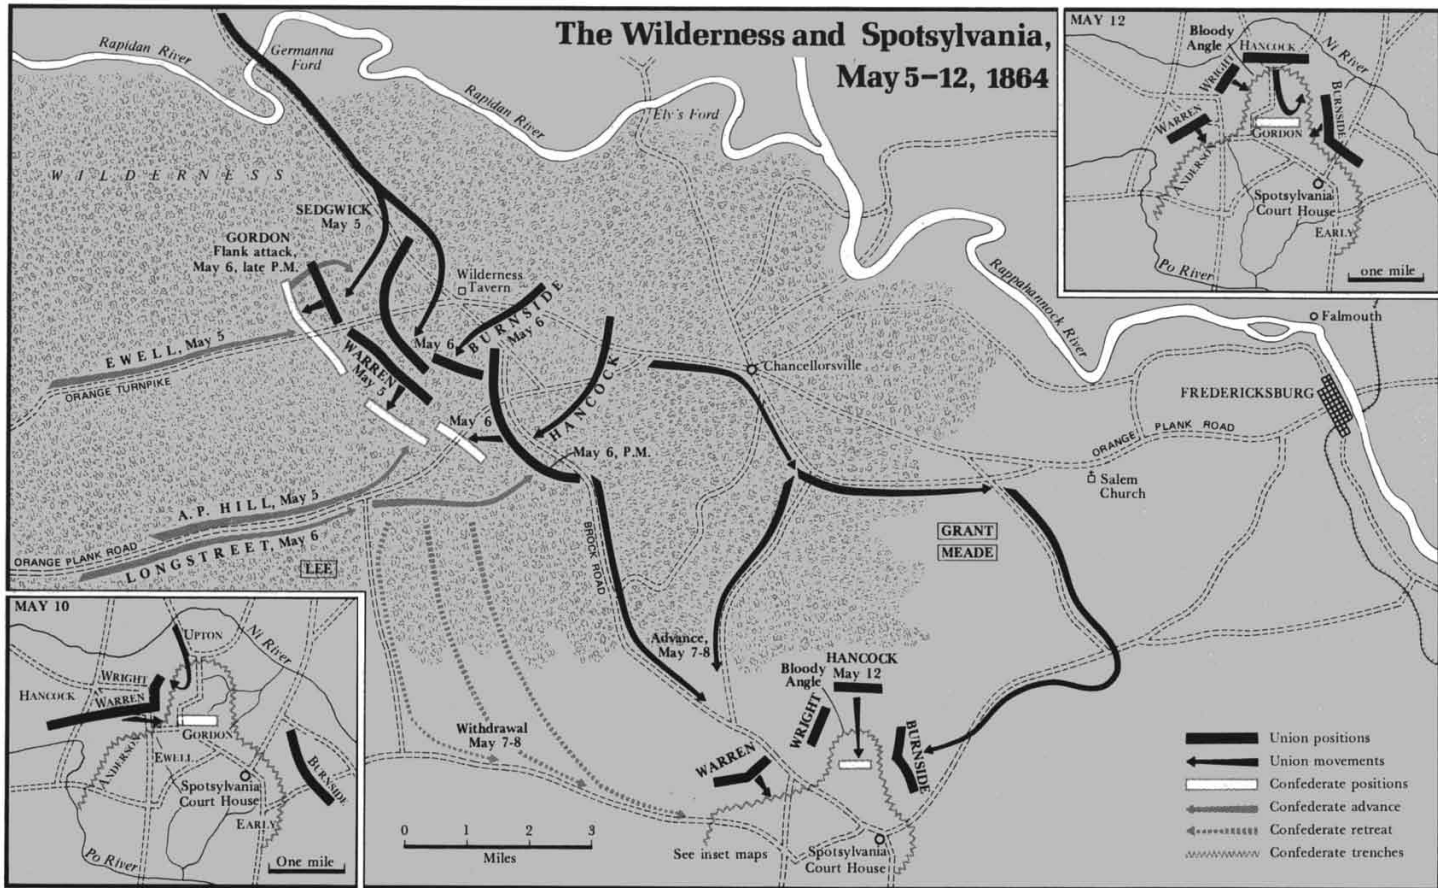 The Wilderness and Spotsylvania,
May 5–12, 1864
Rapidan River
Germanna
Ford
Rapidan River
Ely's Ford
WILDERNESS
SEDGWICK
May 5
GORDON
Flank attack,
May 6, late P.M.
Wilderness
Tavern
BURNSIDE
May 6
May 6
EWELL, May 5
ORANGE TURNPIKE
WARREN
May 5
HANCOCK
May 6
May 6, P.M.
Chancellorsville
Rappahannock River
Falmouth
FREDERICKSBURG
ORANGE PLANK ROAD
Salem
Church
A.P. HILL, May 5
ORANGE PLANK ROAD
LONGSTREET, May 6
LEE
BROCK ROAD
GRANT
MEADE
Advance,
May 7-8
Withdrawal
May 7-8
Bloody
Angle
HANCOCK
May 12
WRIGHT
WARREN
BURNSIDE
0 1 2 3
Miles
See inset maps
Spotsylvania
Court House
Union positions
Union movements
Confederate positions
Confederate advance
Confederate retreat
Confederate trenches
MAY 12
Bloody
Angle
HANCOCK
Ni River
WRIGHT
WARREN
BURNSIDE
GORDON
ANDERSON
Spotsylvania
Court House
EARLY
Po River
one mile
MAY 10
UPTON
Ni River
WRIGHT
HANCOCK
WARREN
GORDON
ANDERSON
EWELL
Spotsylvania
Court House
BURNSIDE
EARLY
Po River
One mile